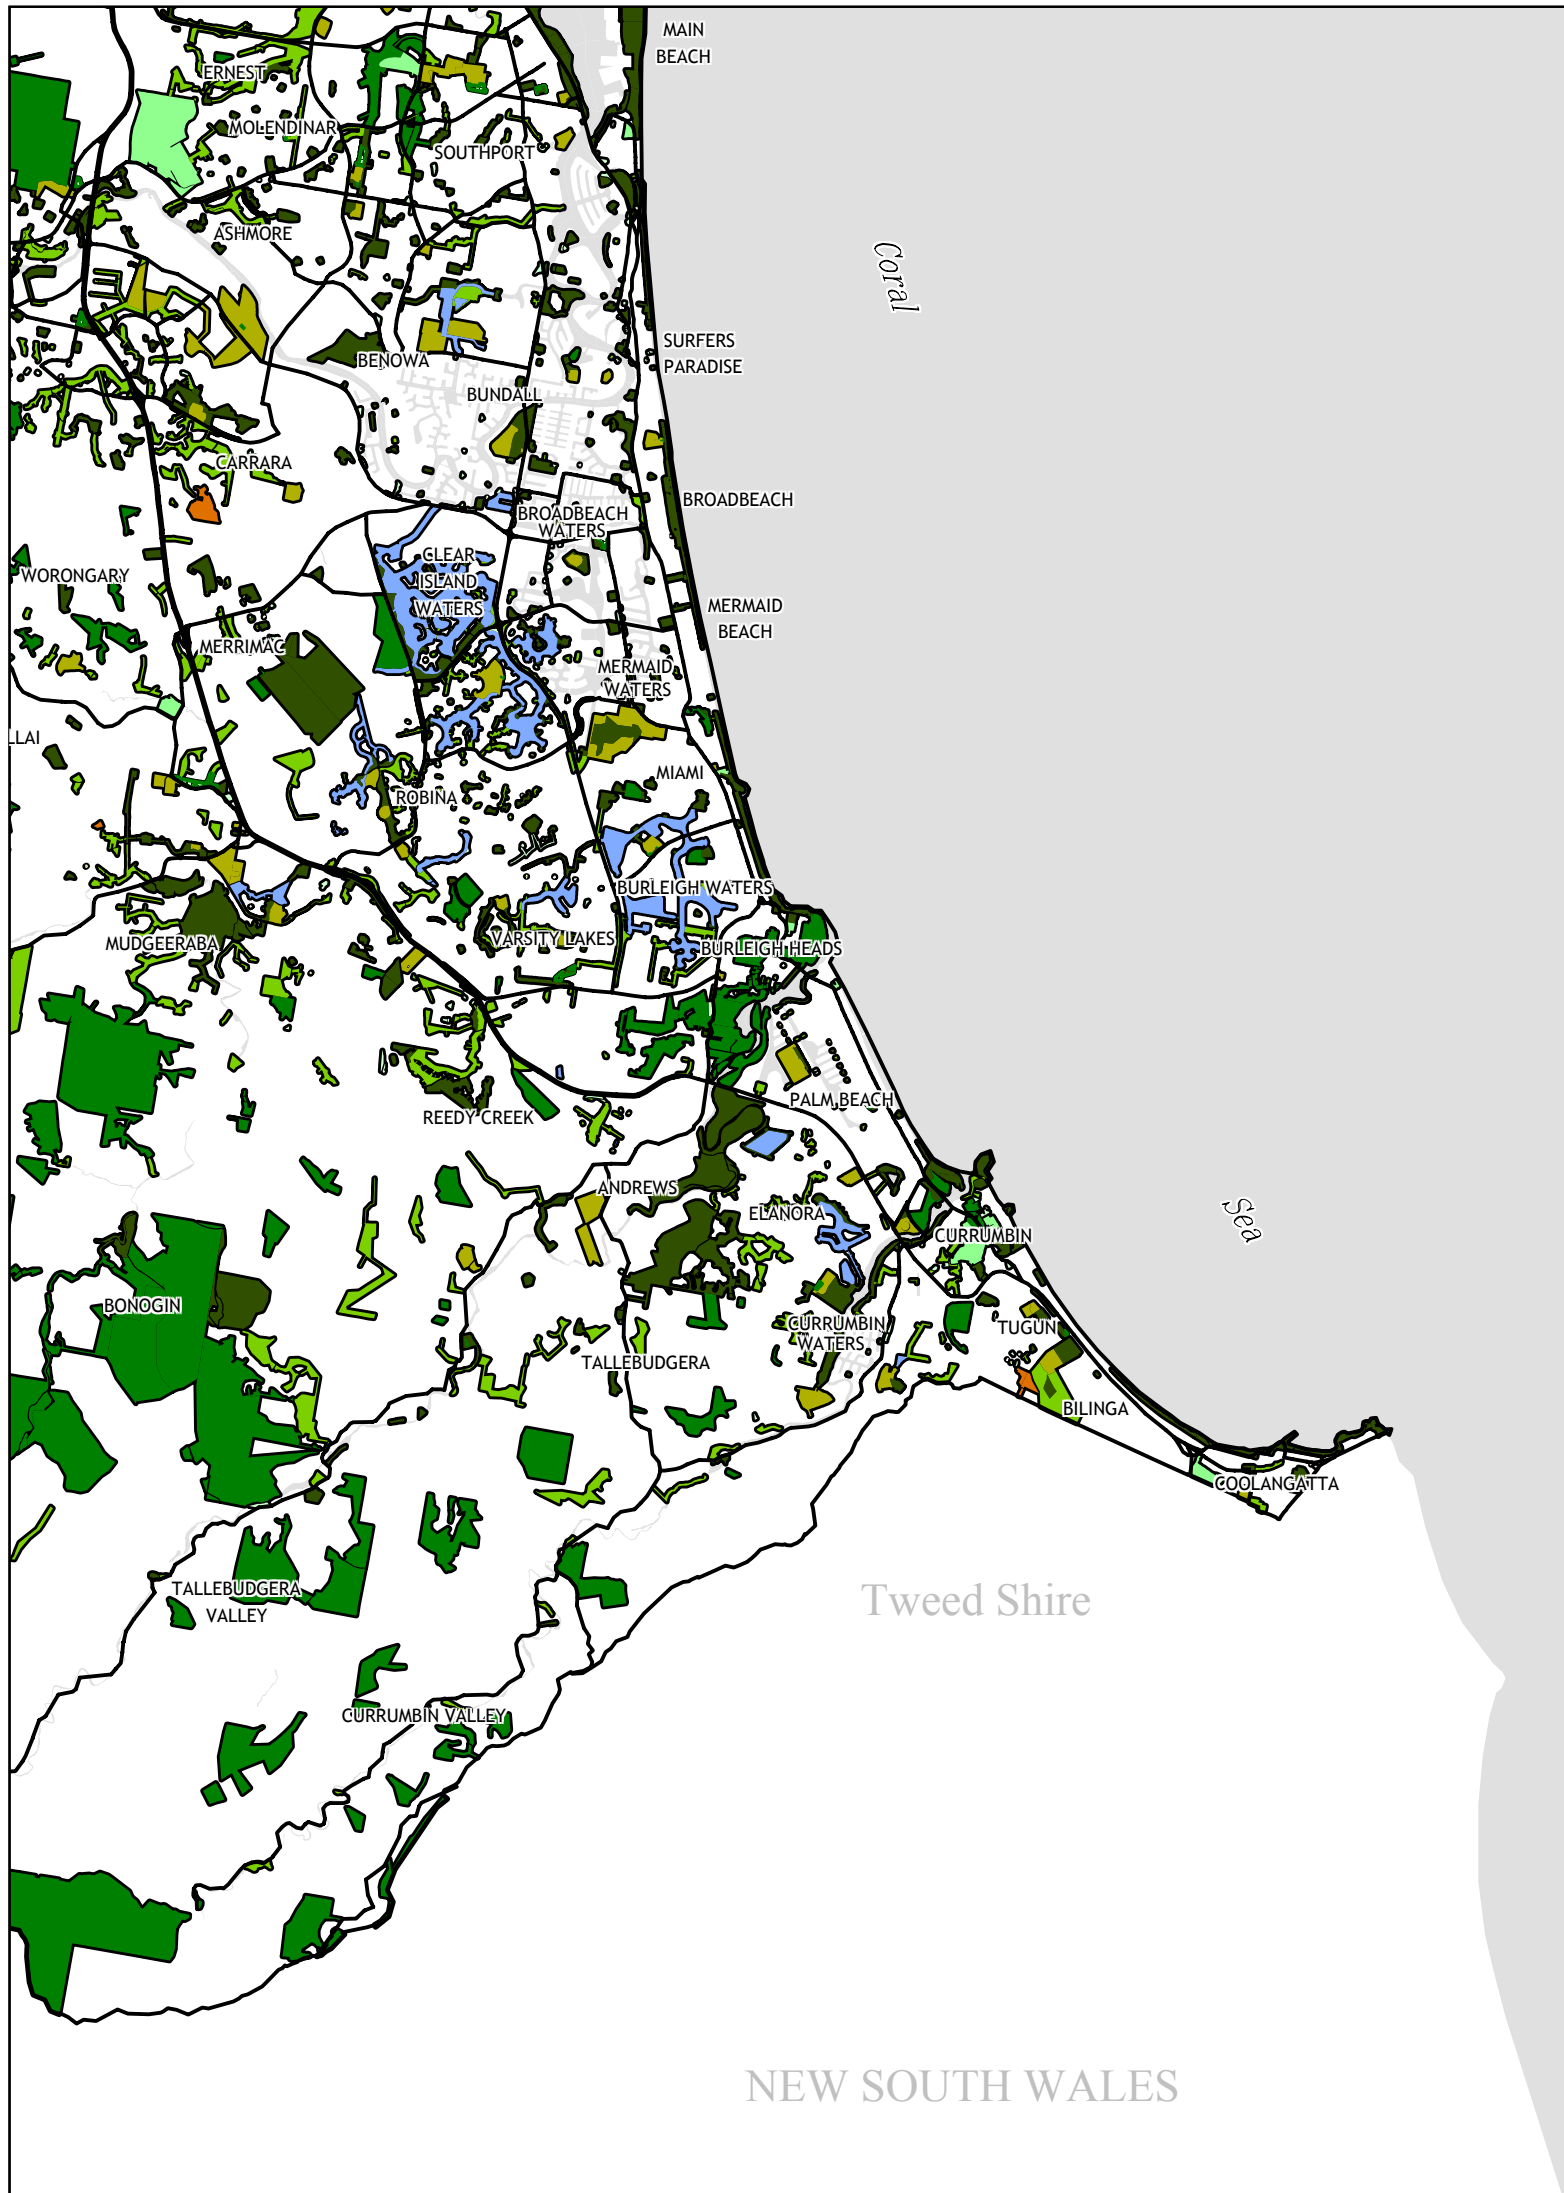 MAIN
BEACH
ERNEST
MOLENDINAR
SOUTHPORT
ASHMORE
Coral
SURFERS
PARADISE
BENOWA
BUNDALL
CARRARA
BROADBEACH
BROADBEACH
WATERS
CLEAR
ISLAND
WATERS
WORONGARY
MERMAID
BEACH
MERRIMAC
MERMAID
WATERS
LLAI
MIAMI
ROBINA
BURLEIGH WATERS
MUDGEERABA
VARSITY LAKES
BURLEIGH HEADS
REEDY CREEK
PALM BEACH
ANDREWS
ELANORA
Sea
CURRUMBIN
BONOGIN
CURRUMBIN
WATERS
TUGUN
TALLEBUDGERA
BILINGA
COOLANGATTA
TALLEBUDGERA
VALLEY
Tweed Shire
CURRUMBIN VALLEY
NEW SOUTH WALES